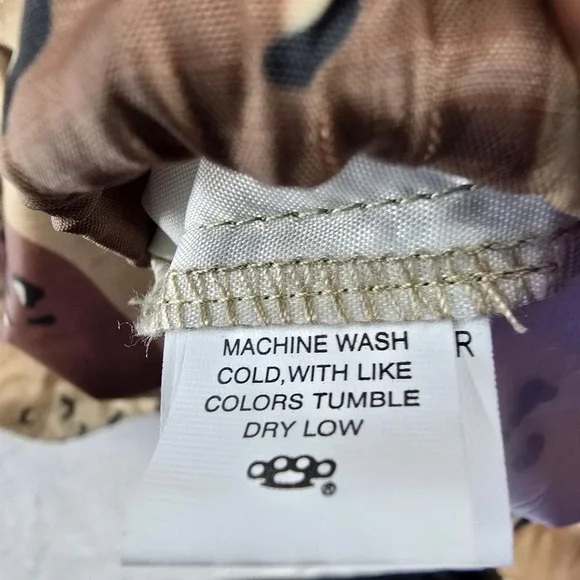 MACHINE WASH
COLD,WITH LIKE
COLORS TUMBLE
DRY LOW
®
R